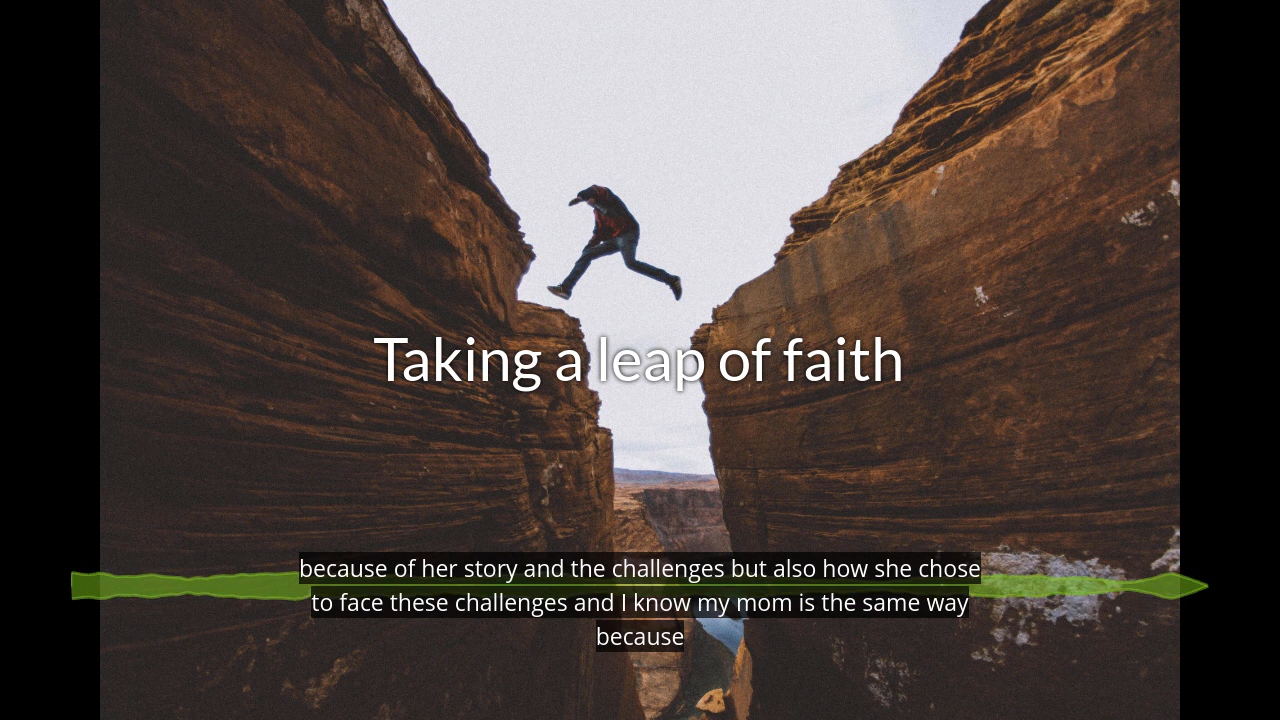 Taking a leap of faith
because of her story and the challenges but also how she chose
to face these challenges and I know my mom is the same way
because